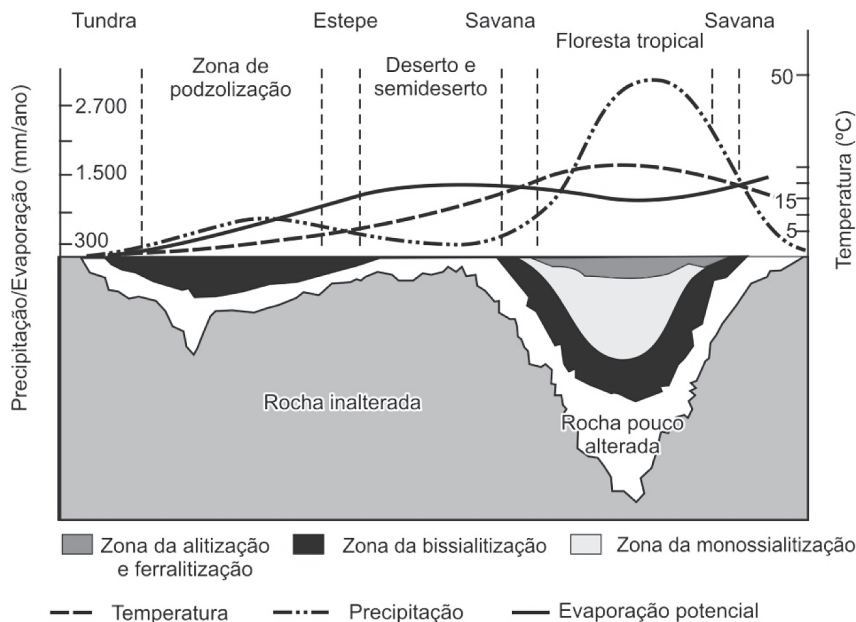 Tundra
Estepe
Savana
Savana
Zona de
podzolização
Deserto e
semideserto
Floresta tropical
Precipitação/Evaporação (mm/ano)
2.700
1.500
300
Temperatura (ºC)
50
15
5
Rocha inalterada
Rocha pouco
alterada
Zona da alitização
e ferralitização
Zona da bissialitização
Zona da monossialitização
Temperatura
Precipitação
Evaporação potencial